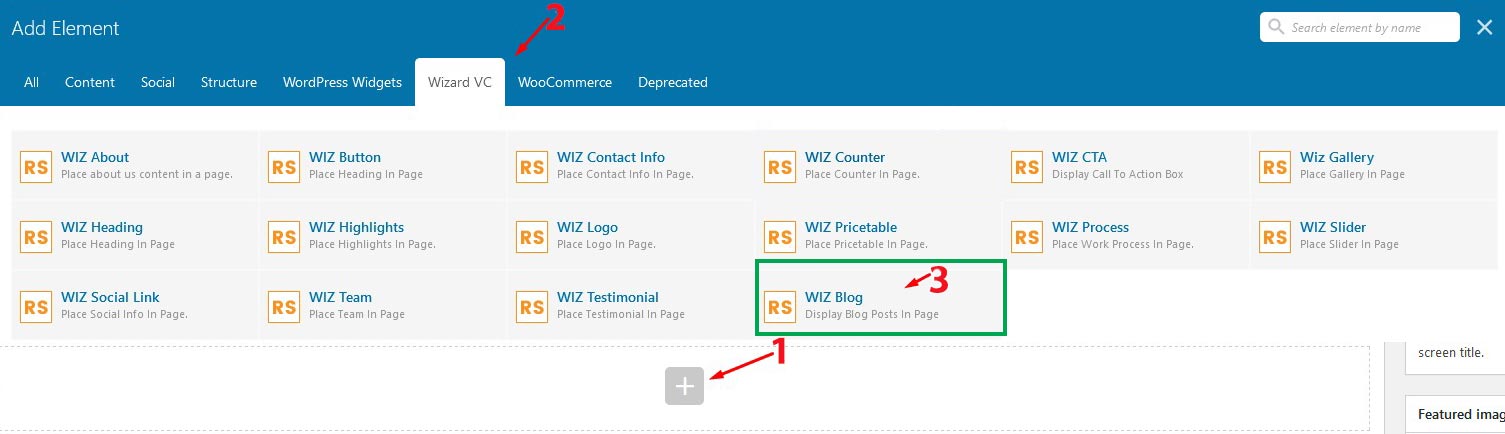 Add Element
2
Search element by name
All Content Social Structure WordPress Widgets Wizard VC WooCommerce Deprecated
RS WIZ About
Place about us content in a page.
RS WIZ Button
Place Heading In Page
RS WIZ Contact Info
Place Contact Info In Page.
RS WIZ Counter
Place Counter In Page.
RS WIZ CTA
Display Call To Action Box
RS Wiz Gallery
Place Gallery In Page
RS WIZ Heading
Place Heading In Page
RS WIZ Highlights
Place Highlights In Page.
RS WIZ Logo
Place Logo In Page.
RS WIZ Pricetable
Place Pricetable In Page.
RS WIZ Process
Place Work Process In Page.
RS WIZ Slider
Place Slider In Page
RS WIZ Social Link
Place Social Info In Page.
RS WIZ Team
Place Team In Page
RS WIZ Testimonial
Place Testimonial In Page
RS WIZ Blog
Display Blog Posts In Page
3
1
screen title.
Featured imag